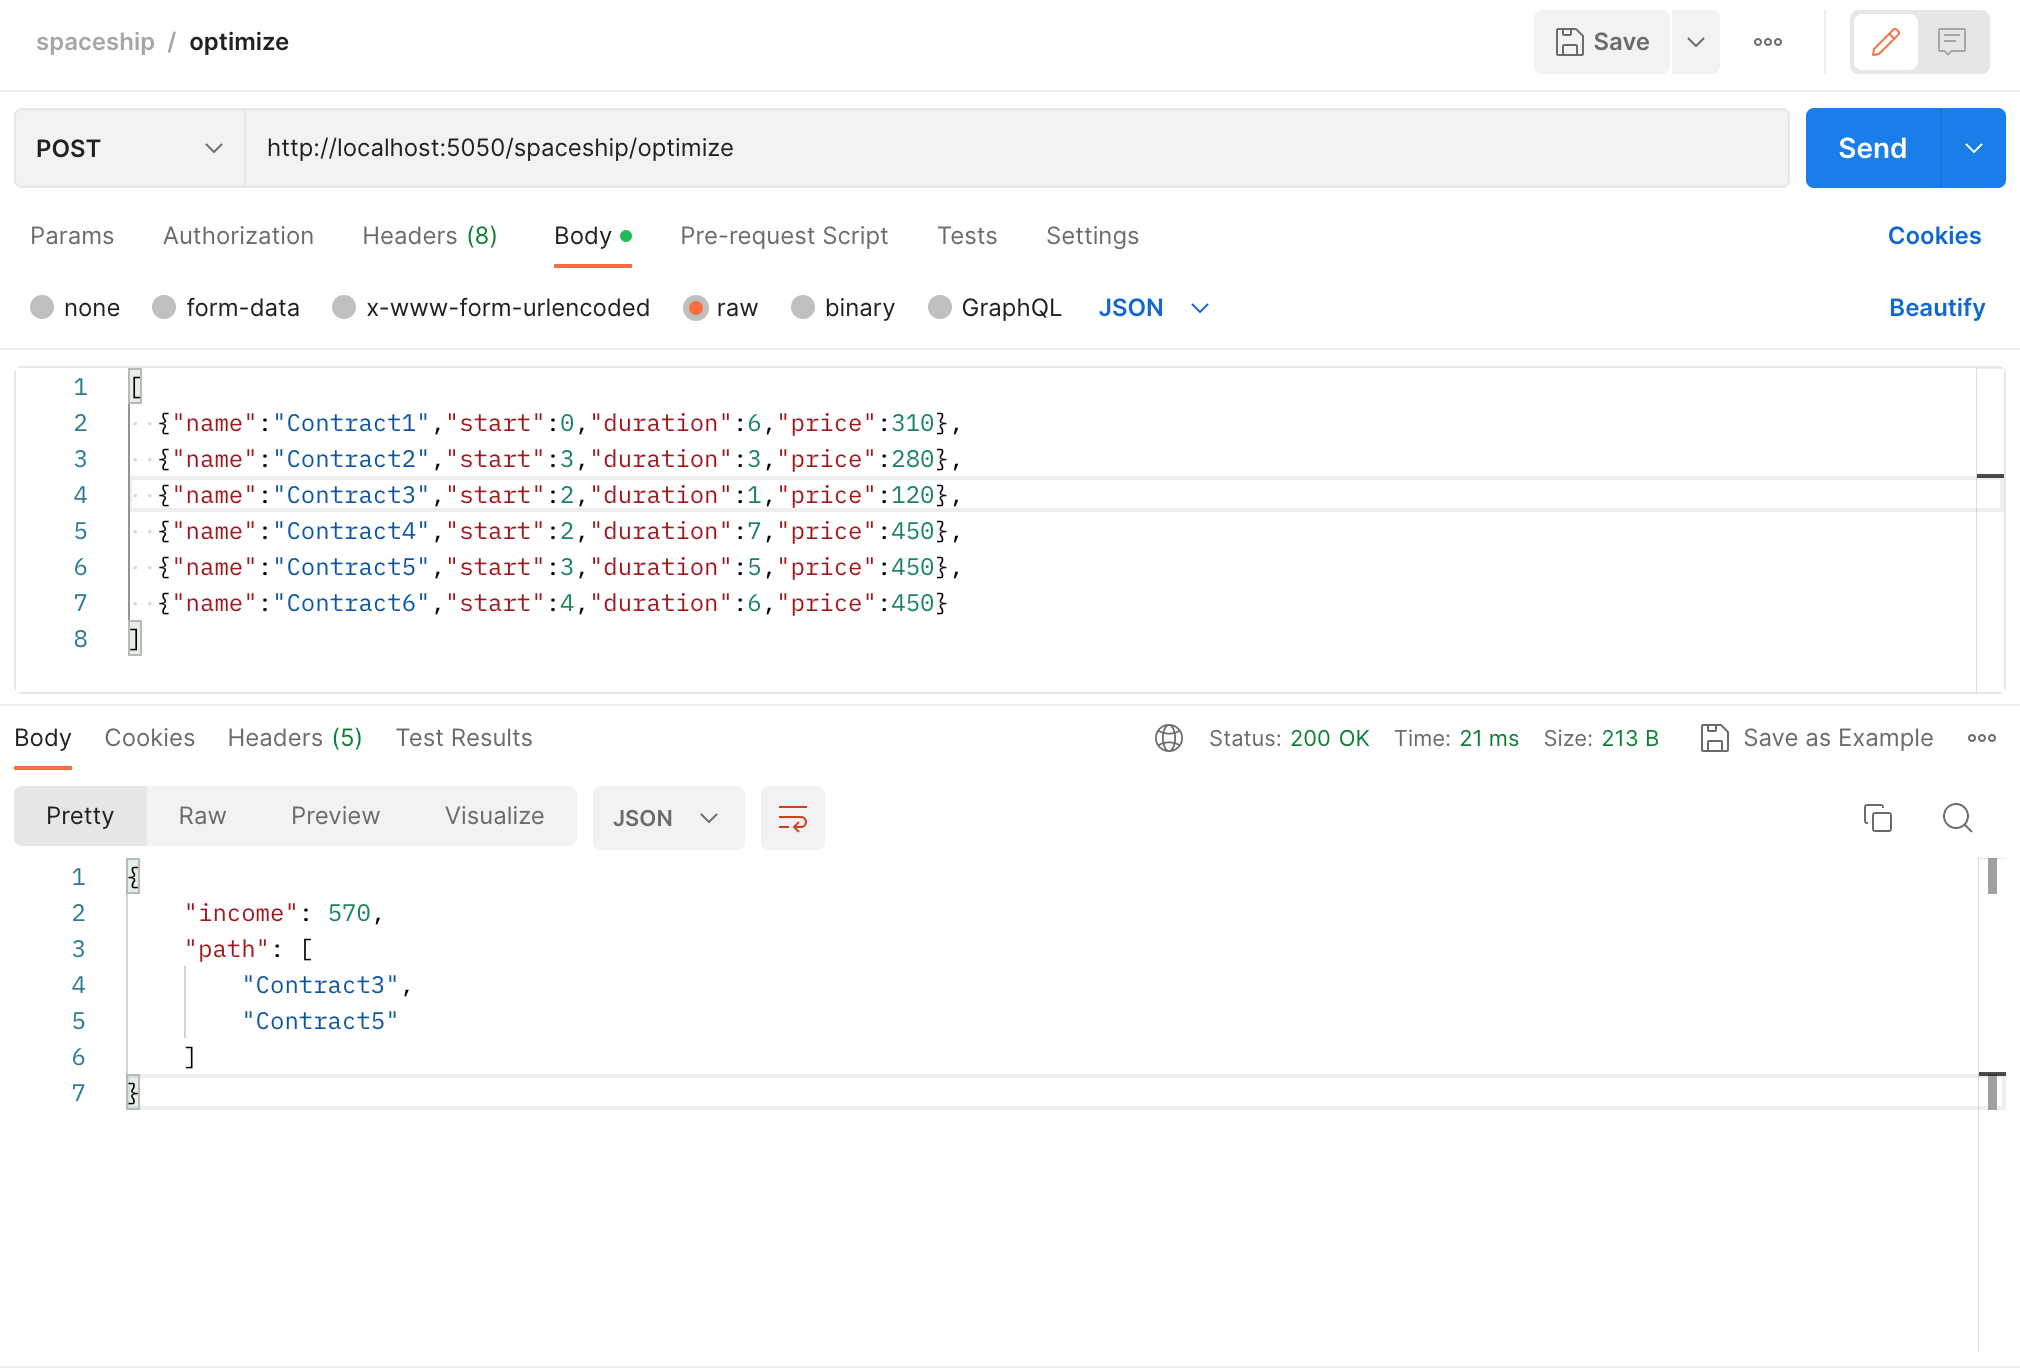 spaceship / optimize
Save
POST
http://localhost:5050/spaceship/optimize
Send
Params Authorization Headers (8) Body Pre-request Script Tests Settings Cookies
none form-data x-www-form-urlencoded raw binary GraphQL JSON Beautify
1 [
2 {"name":"Contract1","start":0,"duration":6,"price":310},
3 {"name":"Contract2","start":3,"duration":3,"price":280},
4 {"name":"Contract3","start":2,"duration":1,"price":120},
5 {"name":"Contract4","start":2,"duration":7,"price":450},
6 {"name":"Contract5","start":3,"duration":5,"price":450},
7 {"name":"Contract6","start":4,"duration":6,"price":450}
8 ]
Body Cookies Headers (5) Test Results Status: 200 OK Time: 21 ms Size: 213 B Save as Example
Pretty Raw Preview Visualize JSON
1 {
2 "income": 570,
3 "path": [
4 "Contract3",
5 "Contract5"
6 ]
7 }